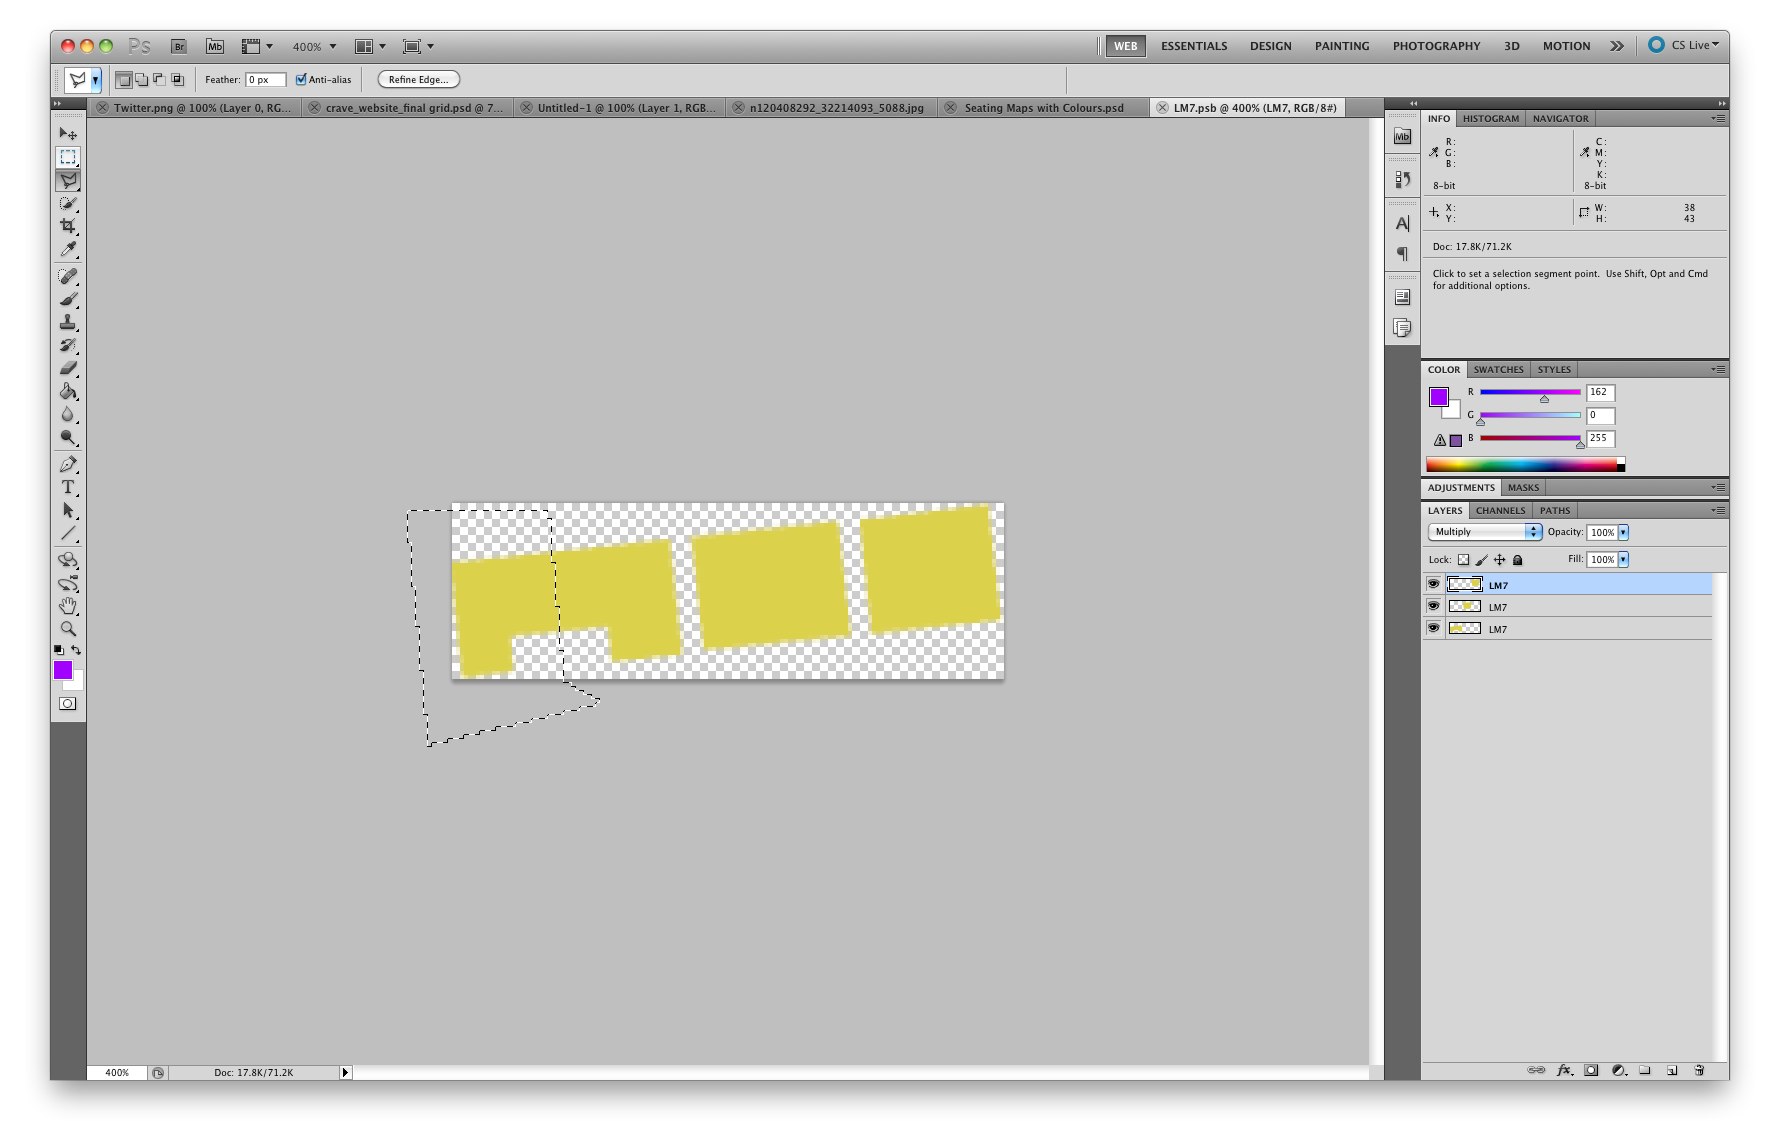 Ps Br Mb 400% WEB ESSENTIALS DESIGN PAINTING PHOTOGRAPHY 3D MOTION CS Live
Feather: 0 px Anti-alias Refine Edge...
Twitter.png @ 100% (Layer 0, RG... crave_website_final grid.psd @ 7... Untitled-1 @ 100% (Layer 1, RGB... n120408292_32214093_5088.jpg Seating Maps with Colours.psd LM7.psb @ 400% (LM7, RGB/8#)
INFO HISTOGRAM NAVIGATOR
Mb
R: C:
G: M:
B: Y:
K:
8-bit 8-bit
X: W: 38
Y: H: 43
Doc: 17.8K/71.2K
Click to set a selection segment point. Use Shift, Opt and Cmd
for additional options.
COLOR SWATCHES STYLES
R 162
G 0
B 255
ADJUSTMENTS MASKS
LAYERS CHANNELS PATHS
Multiply Opacity: 100%
Lock: Fill: 100%
LM7
LM7
LM7
400% Doc: 17.8K/71.2K
fx